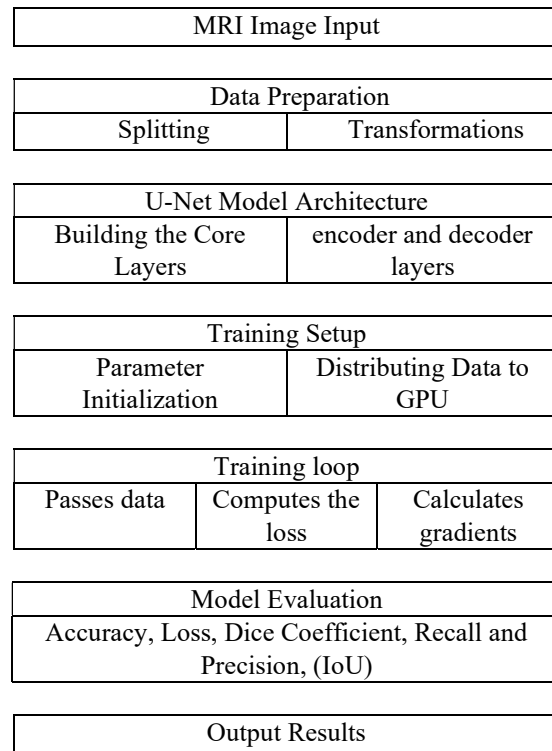 MRI Image Input
Data Preparation
Splitting
Transformations
U-Net Model Architecture
Building the Core
Layers
encoder and decoder
layers
Training Setup
Parameter
Initialization
Distributing Data to
GPU
Training loop
Passes data
Computes the
loss
Calculates
gradients
Model Evaluation
Accuracy, Loss, Dice Coefficient, Recall and
Precision, (IoU)
Output Results